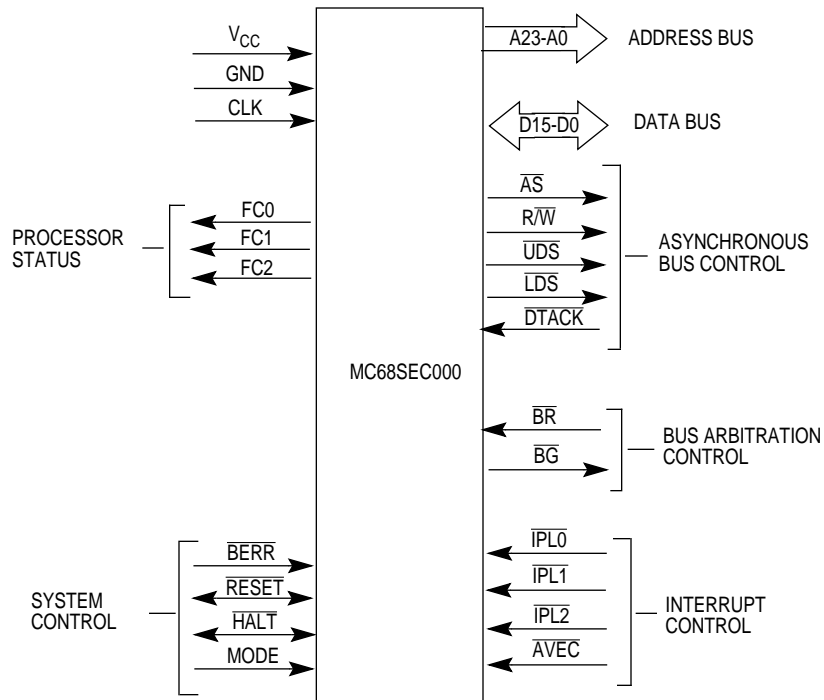 VCC
GND
CLK
A23-A0
ADDRESS BUS
D15-D0
DATA BUS
PROCESSOR
STATUS
FC0
FC1
FC2
AS
R/W
UDS
LDS
DTACK
ASYNCHRONOUS
BUS CONTROL
MC68SEC000
BR
BG
BUS ARBITRATION
CONTROL
SYSTEM
CONTROL
BERR
RESET
HALT
MODE
IPL0
IPL1
IPL2
AVEC
INTERRUPT
CONTROL